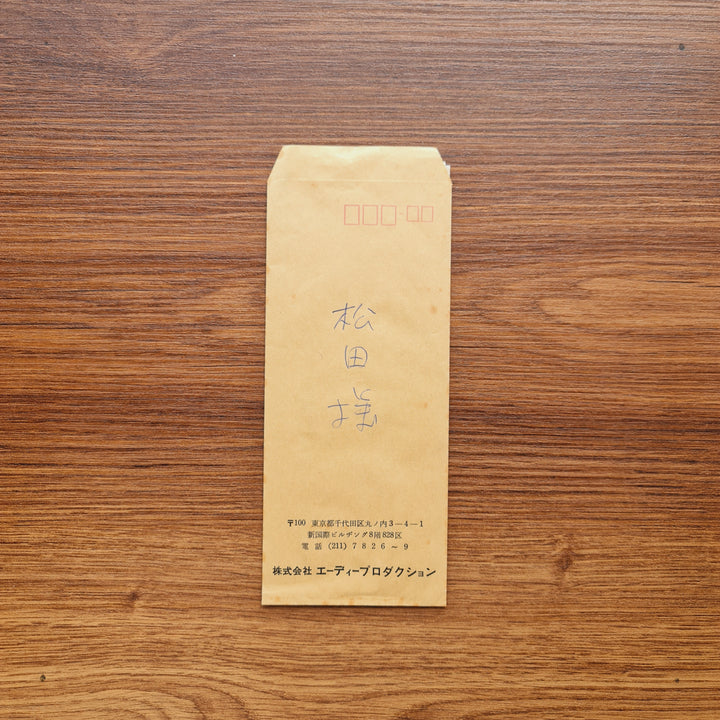 松田様
〒100 東京都千代田区丸ノ内3-4-1
新国際ビルヂング8階828区
電話 (211) 7826～9
株式会社 エーディープロダクション